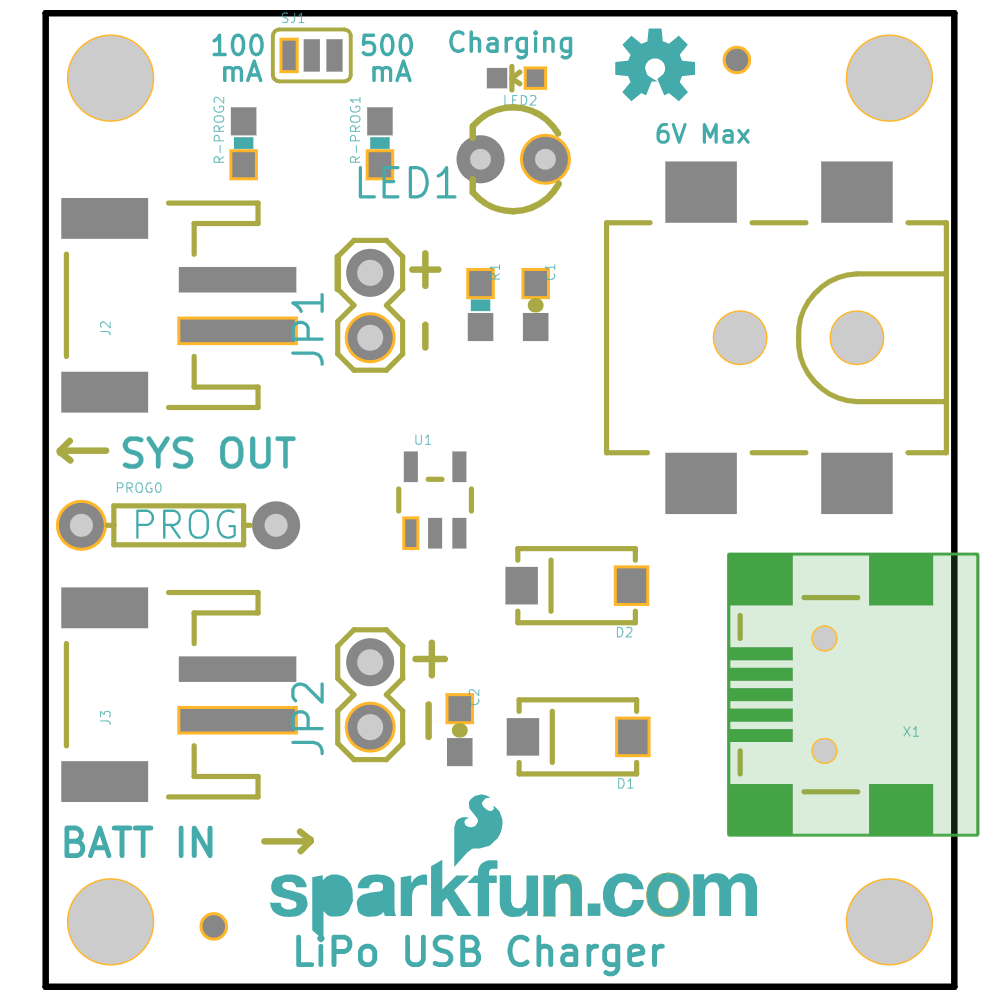 SJ1
100 mA
500 mA
Charging
LED2
6V Max
R-PROG2
R-PROG1
LED1
J2
JP1
R1
C1
SYS OUT
U1
PROG0
PROG
D2
J3
JP2
C2
X1
D1
BATT IN
sparkfun.com
LiPo USB Charger